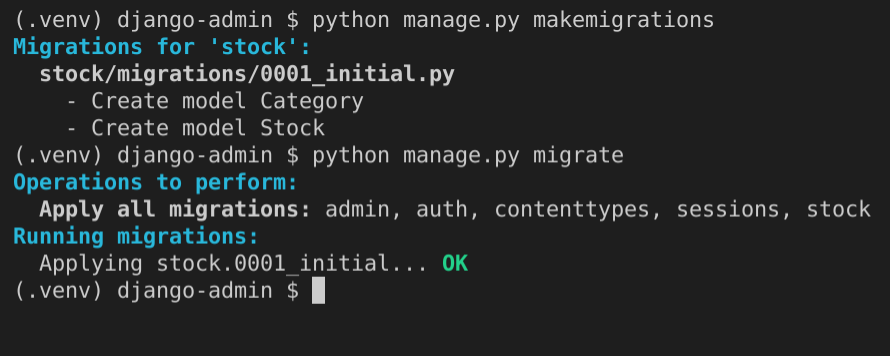 (.venv) django-admin $ python manage.py makemigrations
Migrations for 'stock':
  stock/migrations/0001_initial.py
    - Create model Category
    - Create model Stock
(.venv) django-admin $ python manage.py migrate
Operations to perform:
  Apply all migrations: admin, auth, contenttypes, sessions, stock
Running migrations:
  Applying stock.0001_initial... OK
(.venv) django-admin $